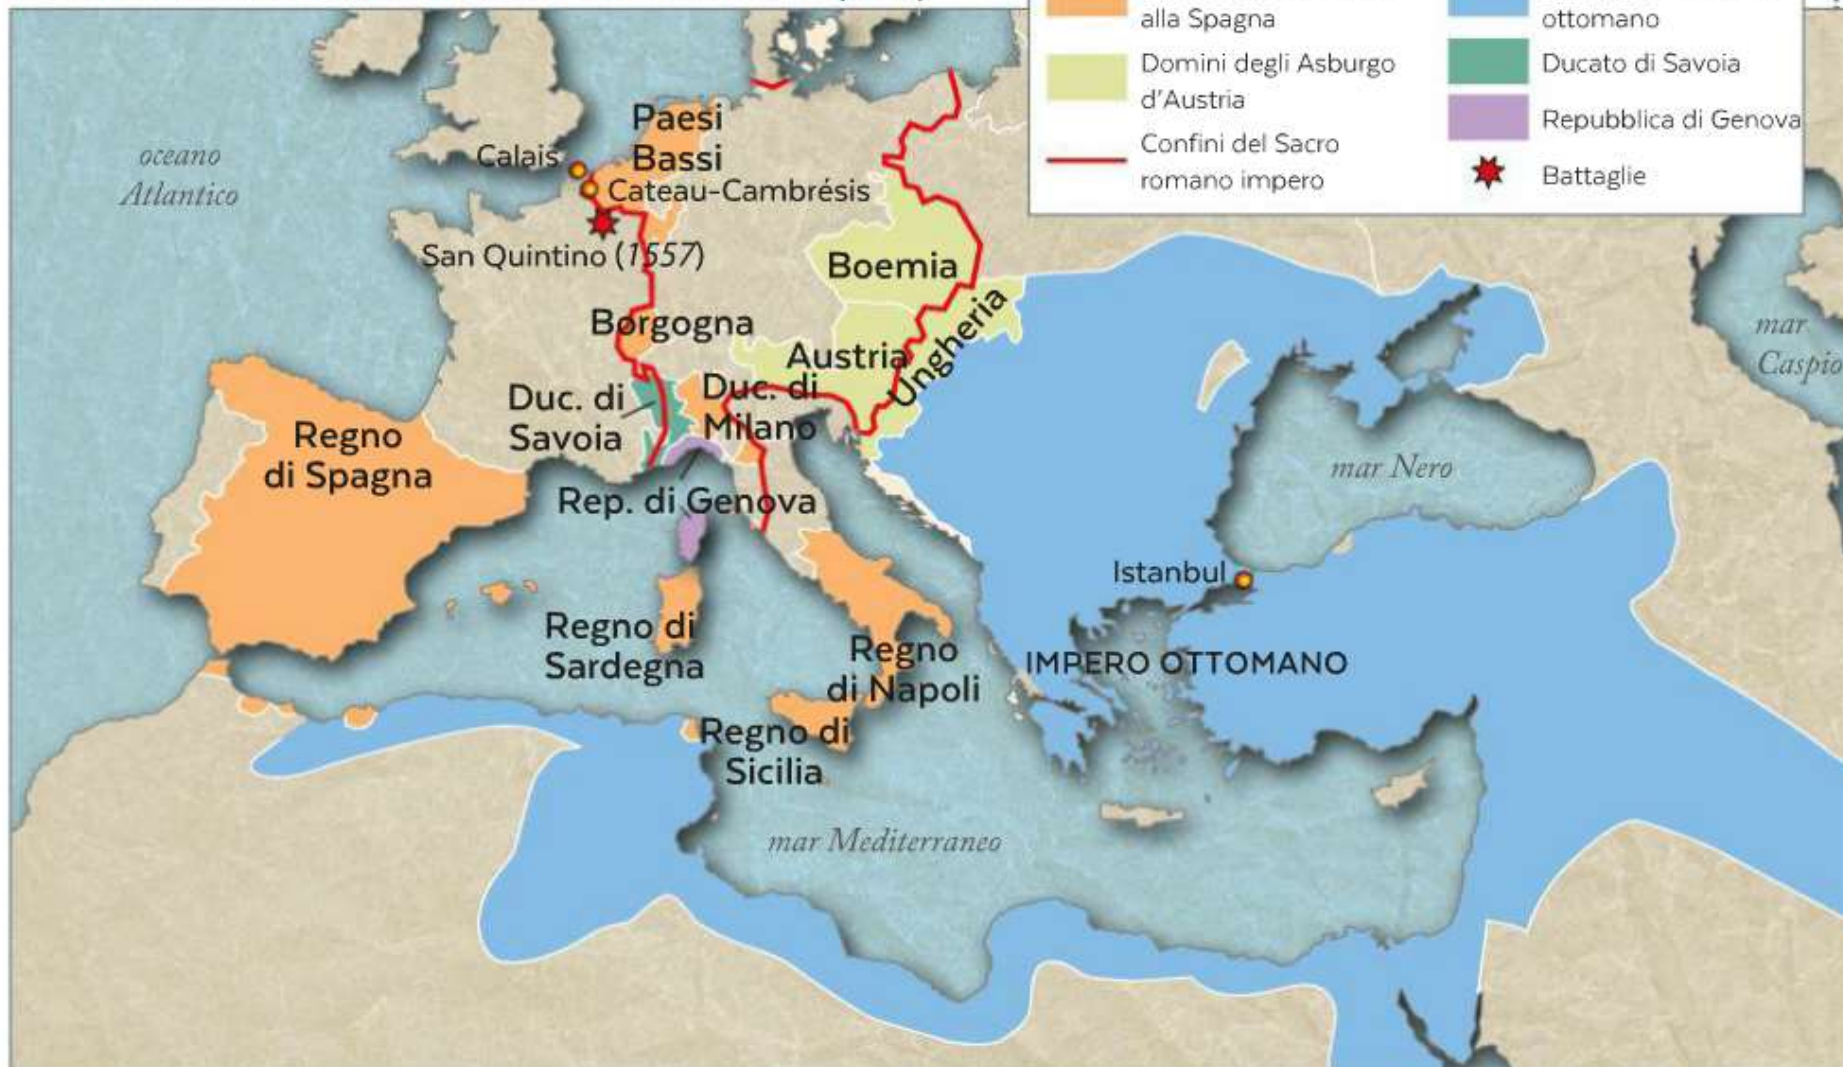 alla Spagna
Domini degli Asburgo
d'Austria
Confini del Sacro
romano impero
ottomano
Ducato di Savoia
Repubblica di Genova
Battaglie
oceano
Atlantico
Paesi
Bassi
Calais
Cateau-Cambrésis
San Quintino (1557)
Boemia
Borgogna
Austria
Ungheria
mar
Caspio
Duc. di
Savoia
Duc. di
Milano
Regno
di Spagna
mar Nero
Rep. di Genova
Istanbul
Regno di
Sardegna
Regno
di Napoli
IMPERO OTTOMANO
Regno di
Sicilia
mar Mediterraneo